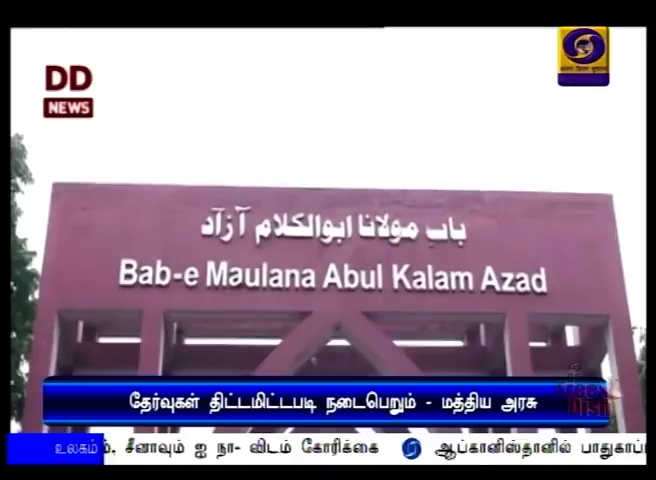 DD
NEWS
باب مولانا ابوالکلام آزاد
Bab-e Maulana Abul Kalam Azad
தேர்வுகள் திட்டமிட்டபடி நடைபெறும் - மத்திய அரசு
உலகம் ம், சீனாவும் ஐ நா- விடம் கோரிக்கை ஆப்கானிஸ்தானில் பாதுகாப்